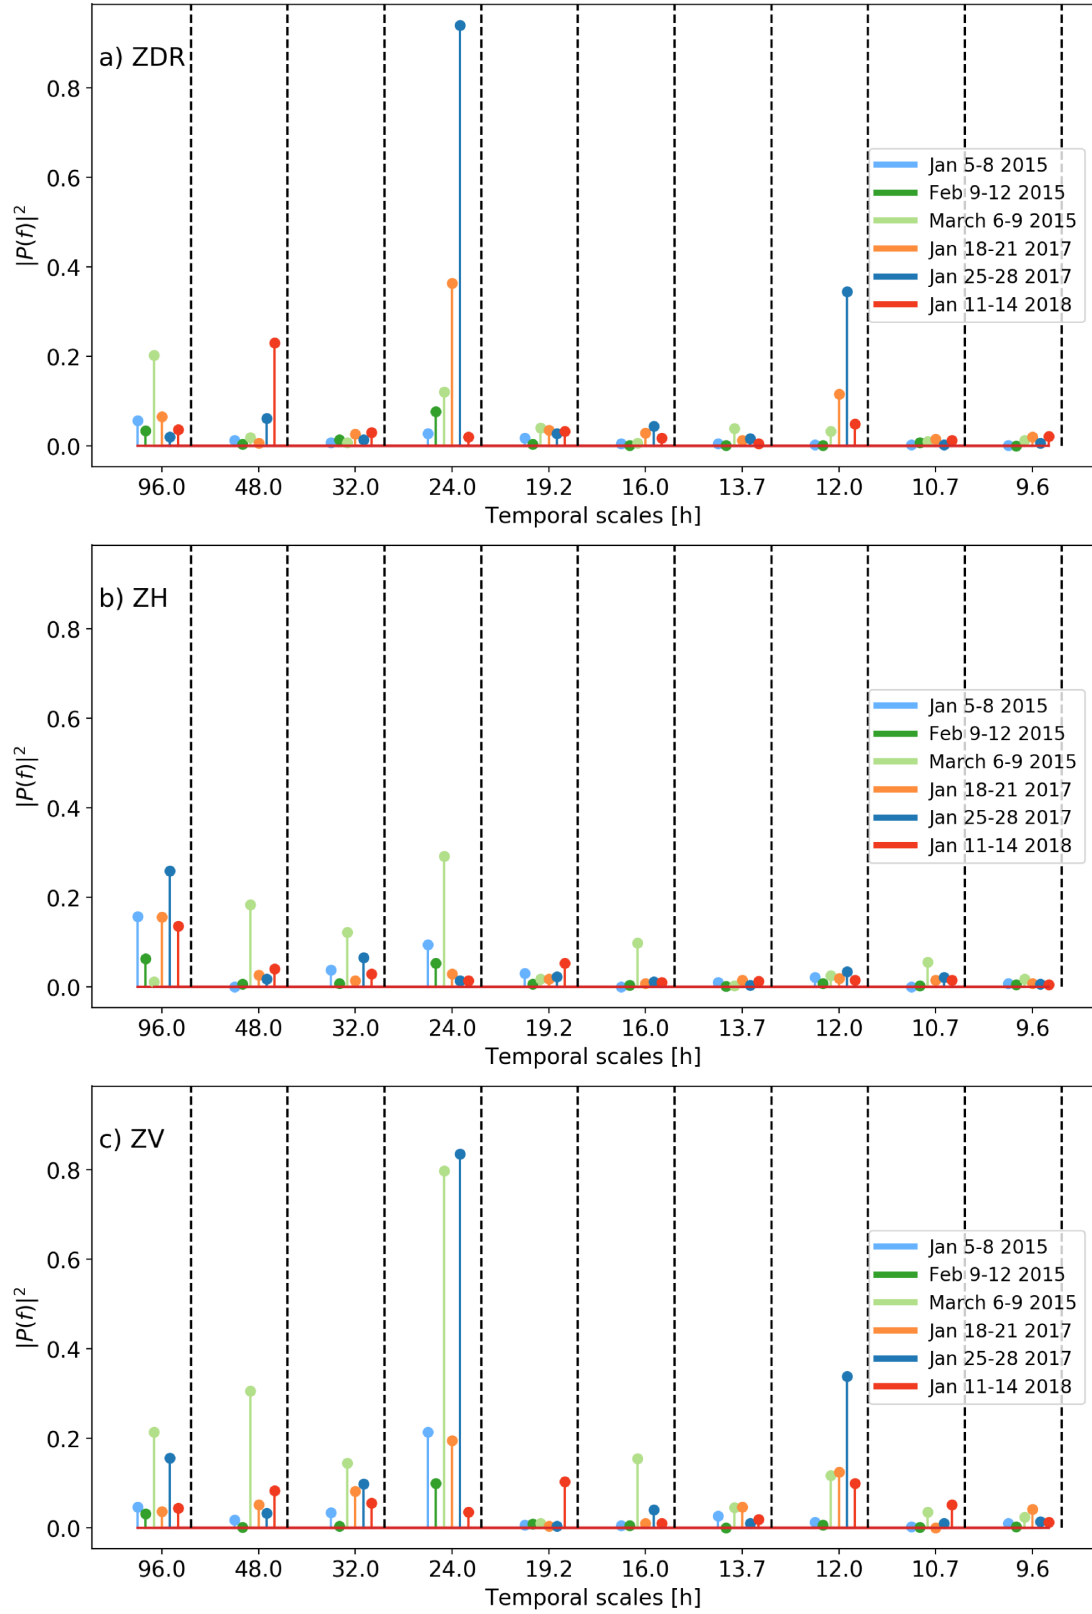 a) ZDR
0.8
0.6
0.4
0.2
0.0
|P(f)|²
Jan 5-8 2015
Feb 9-12 2015
March 6-9 2015
Jan 18-21 2017
Jan 25-28 2017
Jan 11-14 2018
96.0 48.0 32.0 24.0 19.2 16.0 13.7 12.0 10.7 9.6
Temporal scales [h]
b) ZH
0.8
0.6
0.4
0.2
0.0
|P(f)|²
Jan 5-8 2015
Feb 9-12 2015
March 6-9 2015
Jan 18-21 2017
Jan 25-28 2017
Jan 11-14 2018
96.0 48.0 32.0 24.0 19.2 16.0 13.7 12.0 10.7 9.6
Temporal scales [h]
c) ZV
0.8
0.6
0.4
0.2
0.0
|P(f)|²
Jan 5-8 2015
Feb 9-12 2015
March 6-9 2015
Jan 18-21 2017
Jan 25-28 2017
Jan 11-14 2018
96.0 48.0 32.0 24.0 19.2 16.0 13.7 12.0 10.7 9.6
Temporal scales [h]